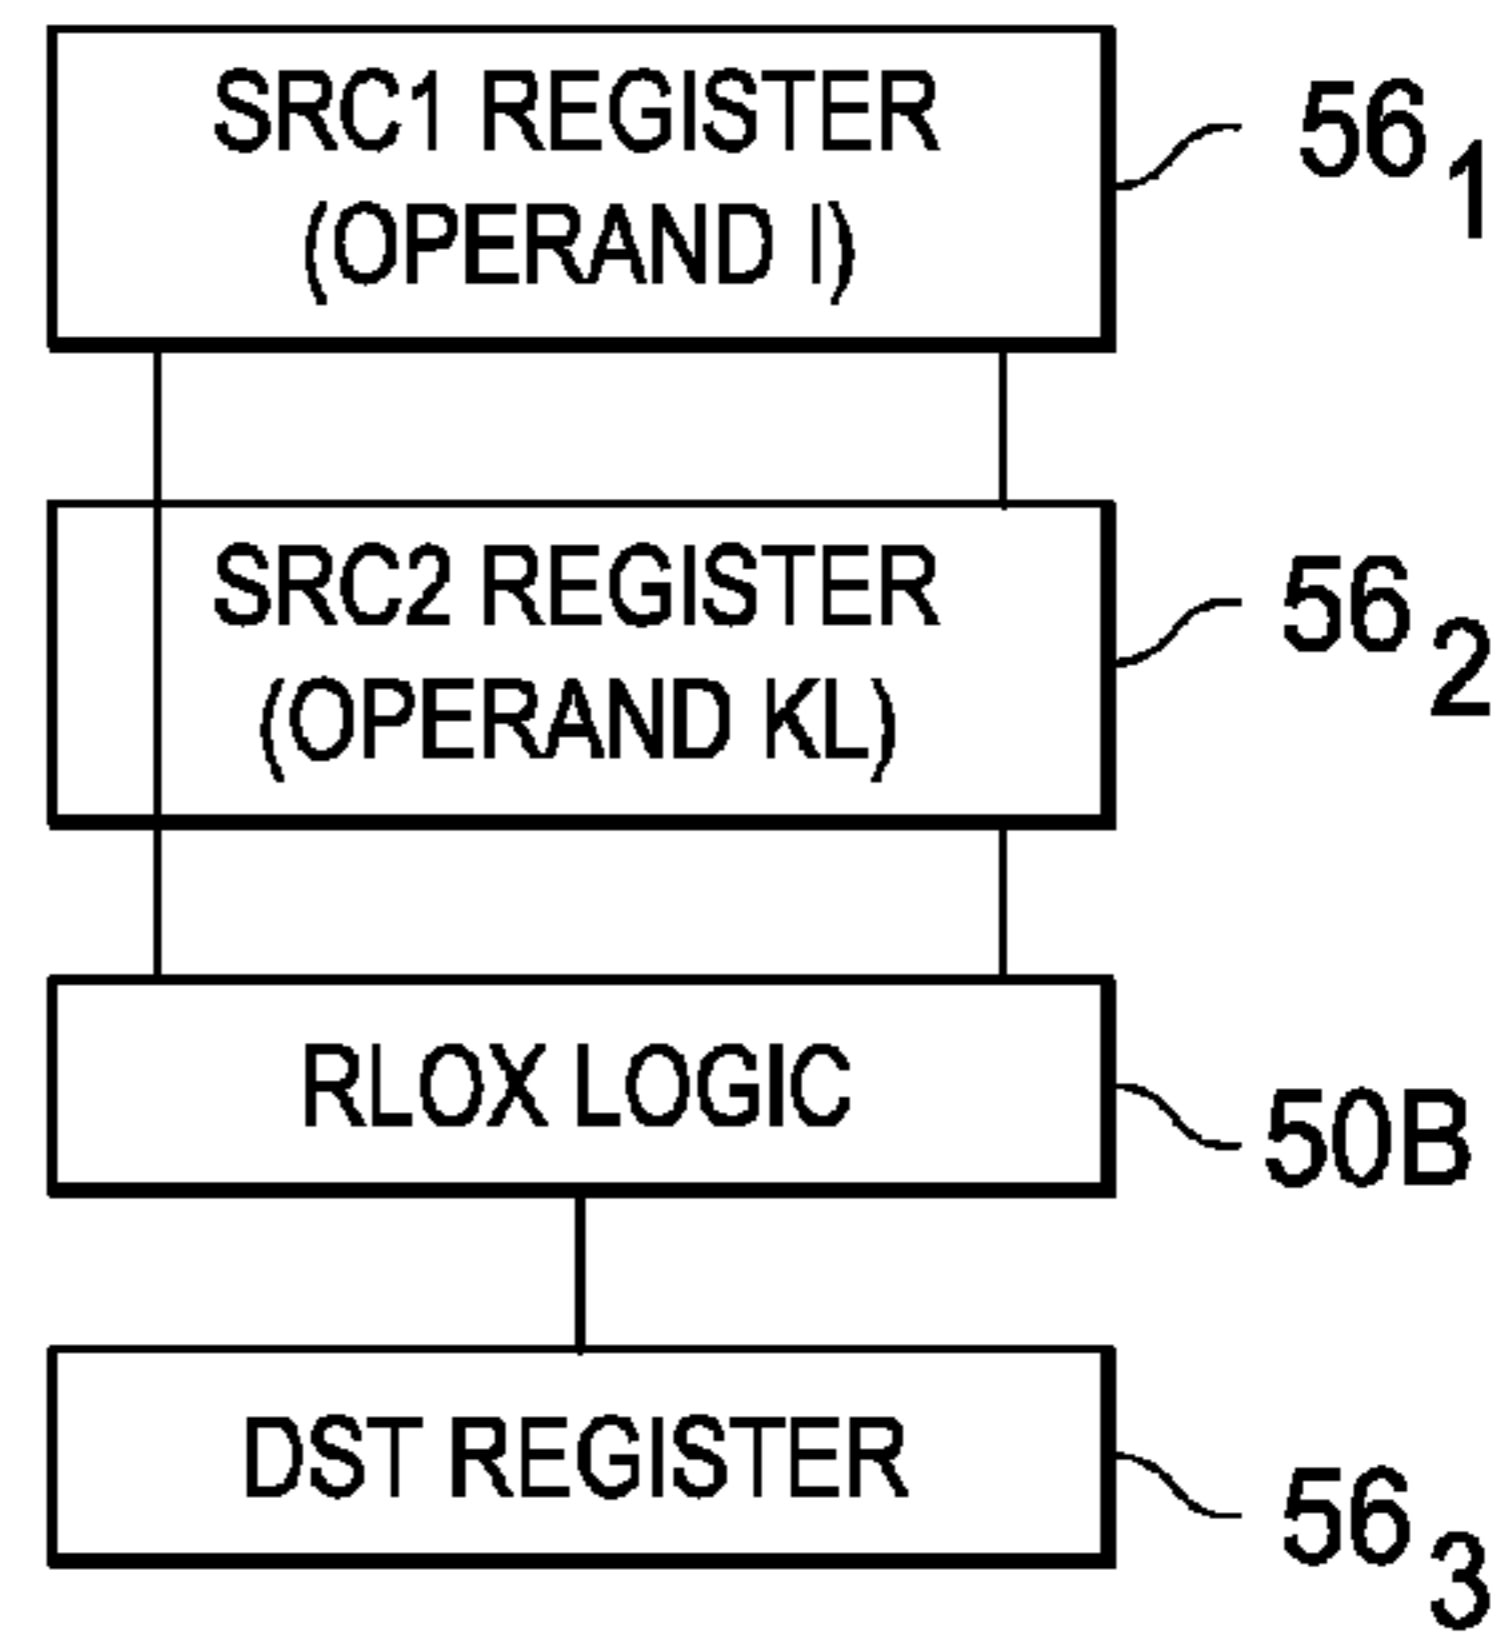 SRC1 REGISTER
(OPERAND I)
56 1
SRC2 REGISTER
(OPERAND KL)
56 2
RLOX LOGIC
50B
DST REGISTER
56 3